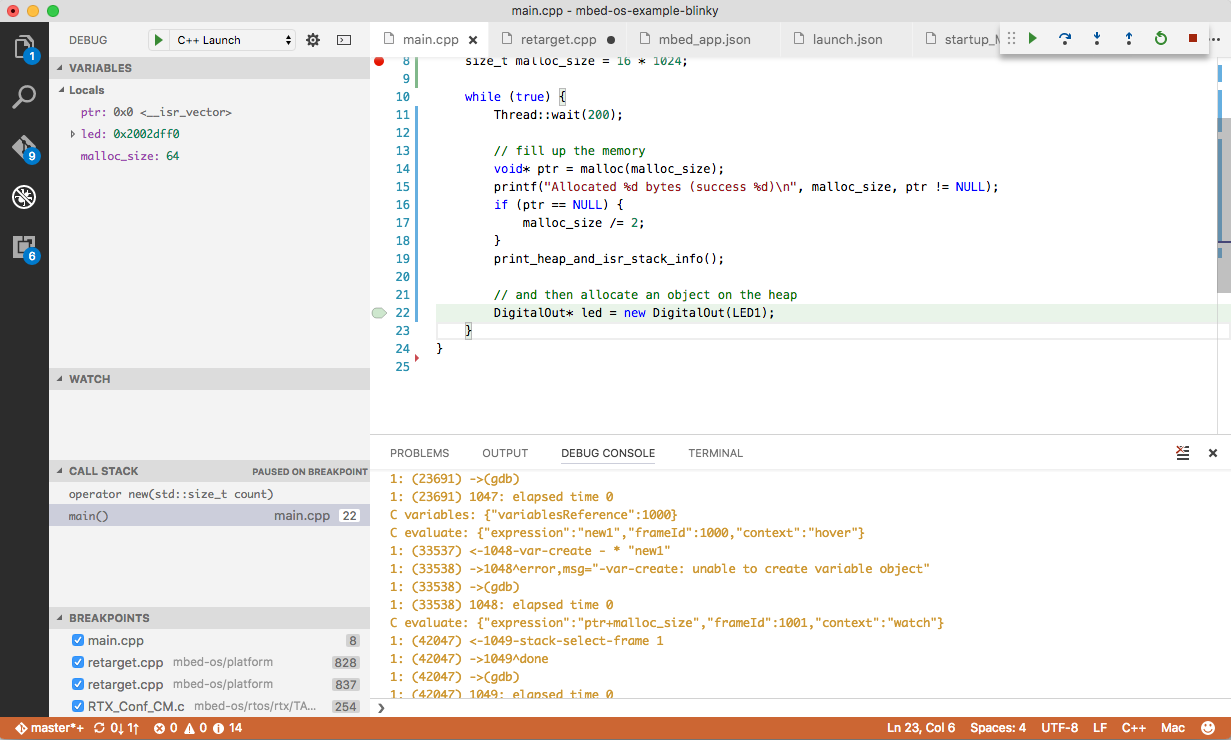 main.cpp - mbed-os-example-blinky
DEBUG
C++ Launch
main.cpp
retarget.cpp
mbed_app.json
launch.json
startup_M
1
9
6
VARIABLES
Locals
ptr: 0x0 <__isr_vector>
led: 0x2002dff0
malloc_size: 64
WATCH
CALL STACK PAUSED ON BREAKPOINT
operator new(std::size_t count)
main() main.cpp 22
BREAKPOINTS
main.cpp 8
retarget.cpp mbed-os/platform 828
retarget.cpp mbed-os/platform 837
RTX_Conf_CM.c mbed-os/rtos/rtx/TA... 254
8 size_t malloc_size = 16 * 1024;
9
10 while (true) {
11 Thread::wait(200);
12
13 // fill up the memory
14 void* ptr = malloc(malloc_size);
15 printf("Allocated %d bytes (success %d)\n", malloc_size, ptr != NULL);
16 if (ptr == NULL) {
17 malloc_size /= 2;
18 }
19 print_heap_and_isr_stack_info();
20
21 // and then allocate an object on the heap
22 DigitalOut* led = new DigitalOut(LED1);
23 }
24 }
25
PROBLEMS OUTPUT DEBUG CONSOLE TERMINAL
1: (23691) ->(gdb)
1: (23691) 1047: elapsed time 0
C variables: {"variablesReference":1000}
C evaluate: {"expression":"new1","frameId":1000,"context":"hover"}
1: (33537) <-1048-var-create - * "new1"
1: (33538) ->1048^error,msg="-var-create: unable to create variable object"
1: (33538) ->(gdb)
1: (33538) 1048: elapsed time 0
C evaluate: {"expression":"ptr+malloc_size","frameId":1001,"context":"watch"}
1: (42047) <-1049-stack-select-frame 1
1: (42047) ->1049^done
1: (42047) ->(gdb)
1: (42047) 1049: elapsed time 0
master*+ 0↓ 1↑ 0 0 14
Ln 23, Col 6 Spaces: 4 UTF-8 LF C++ Mac